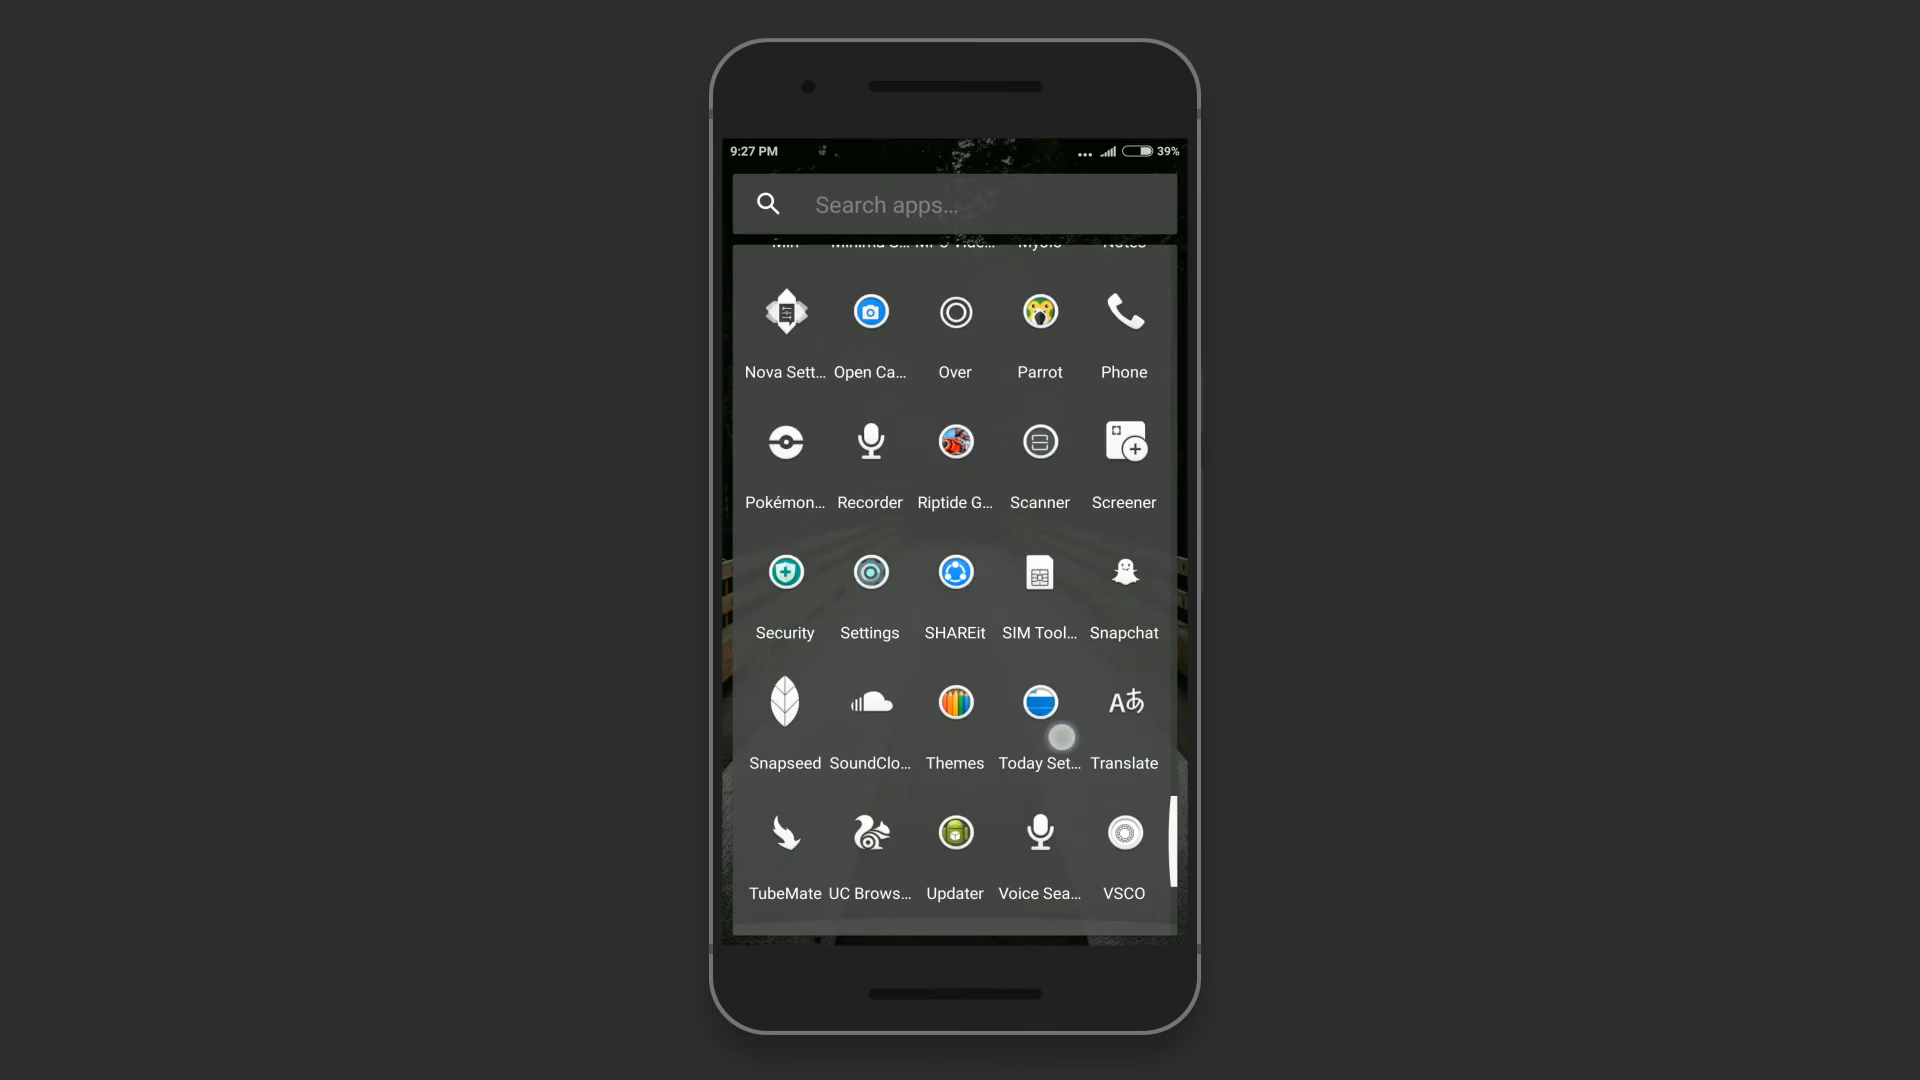 9:27 PM
39%
Search apps...
Nova Sett... Open Ca... Over Parrot Phone
Pokémon... Recorder Riptide G... Scanner Screener
Security Settings SHAREit SIM Tool... Snapchat
Aあ
Snapseed SoundClo... Themes Today Set... Translate
TubeMate UC Brows... Updater Voice Sea... VSCO